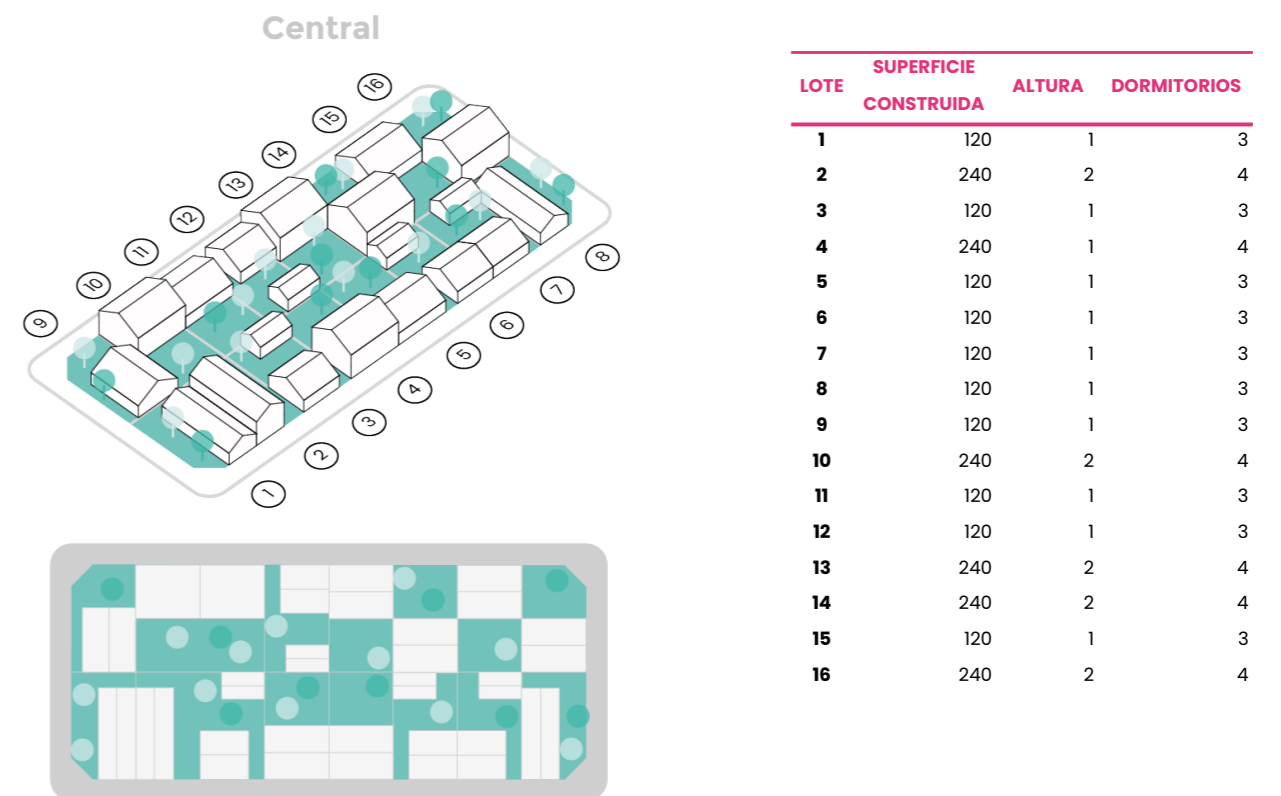 Central
16
15
14
13
12
11
10
9
8
7
6
5
4
3
2
1
LOTE SUPERFICIE CONSTRUIDA ALTURA DORMITORIOS
1 120 1 3
2 240 2 4
3 120 1 3
4 240 1 4
5 120 1 3
6 120 1 3
7 120 1 3
8 120 1 3
9 120 1 3
10 240 2 4
11 120 1 3
12 120 1 3
13 240 2 4
14 240 2 4
15 120 1 3
16 240 2 4